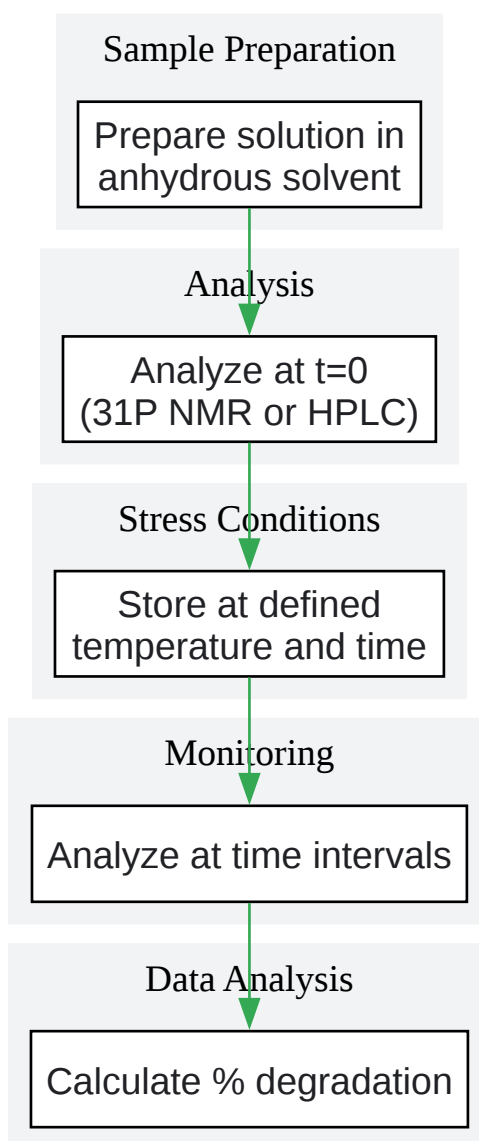 Sample Preparation
Prepare solution in
anhydrous solvent
Analysis
Analyze at t=0
(31P NMR or HPLC)
Stress Conditions
Store at defined
temperature and time
Monitoring
Analyze at time intervals
Data Analysis
Calculate % degradation